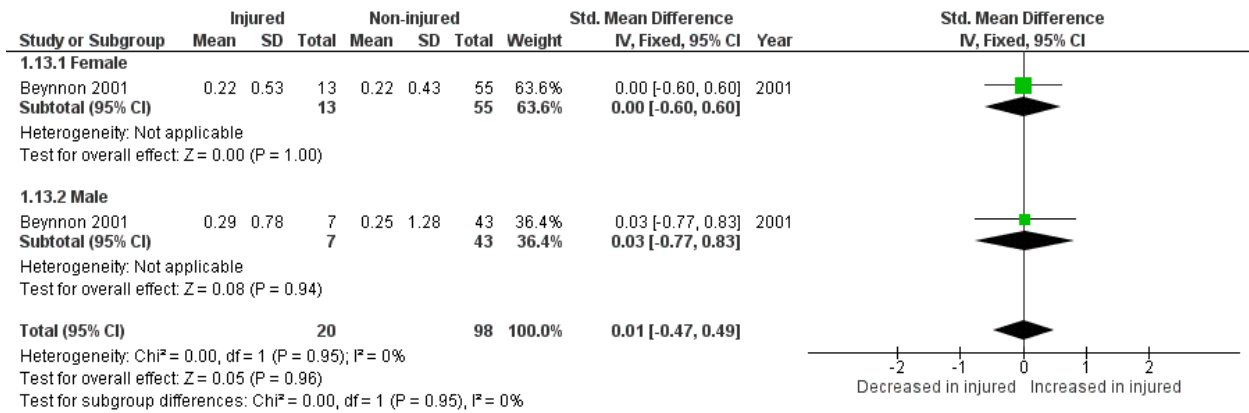 Injured Non-injured Std. Mean Difference Std. Mean Difference
Study or Subgroup Mean SD Total Mean SD Total Weight IV, Fixed, 95% CI Year IV, Fixed, 95% CI
1.13.1 Female
Beynnon 2001 0.22 0.53 13 0.22 0.43 55 63.6% 0.00 [-0.60, 0.60] 2001
Subtotal (95% CI) 13 55 63.6% 0.00 [-0.60, 0.60]
Heterogeneity: Not applicable
Test for overall effect: Z = 0.00 (P = 1.00)
1.13.2 Male
Beynnon 2001 0.29 0.78 7 0.25 1.28 43 36.4% 0.03 [-0.77, 0.83] 2001
Subtotal (95% CI) 7 43 36.4% 0.03 [-0.77, 0.83]
Heterogeneity: Not applicable
Test for overall effect: Z = 0.08 (P = 0.94)
Total (95% CI) 20 98 100.0% 0.01 [-0.47, 0.49]
Heterogeneity: Chi² = 0.00, df = 1 (P = 0.95); I² = 0%
Test for overall effect: Z = 0.05 (P = 0.96)
Test for subgroup differences: Chi² = 0.00, df = 1 (P = 0.95), I² = 0%
-2 -1 0 1 2
Decreased in injured Increased in injured